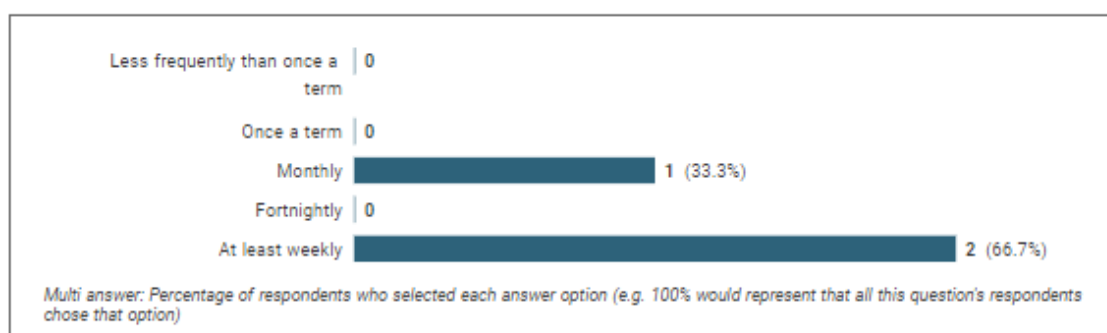 Less frequently than once a 0
term
Once a term 0
Monthly 1 (33.3%)
Fortnightly 0
At least weekly 2 (66.7%)
Multi answer: Percentage of respondents who selected each answer option (e.g. 100% would represent that all this question's respondents
chose that option)